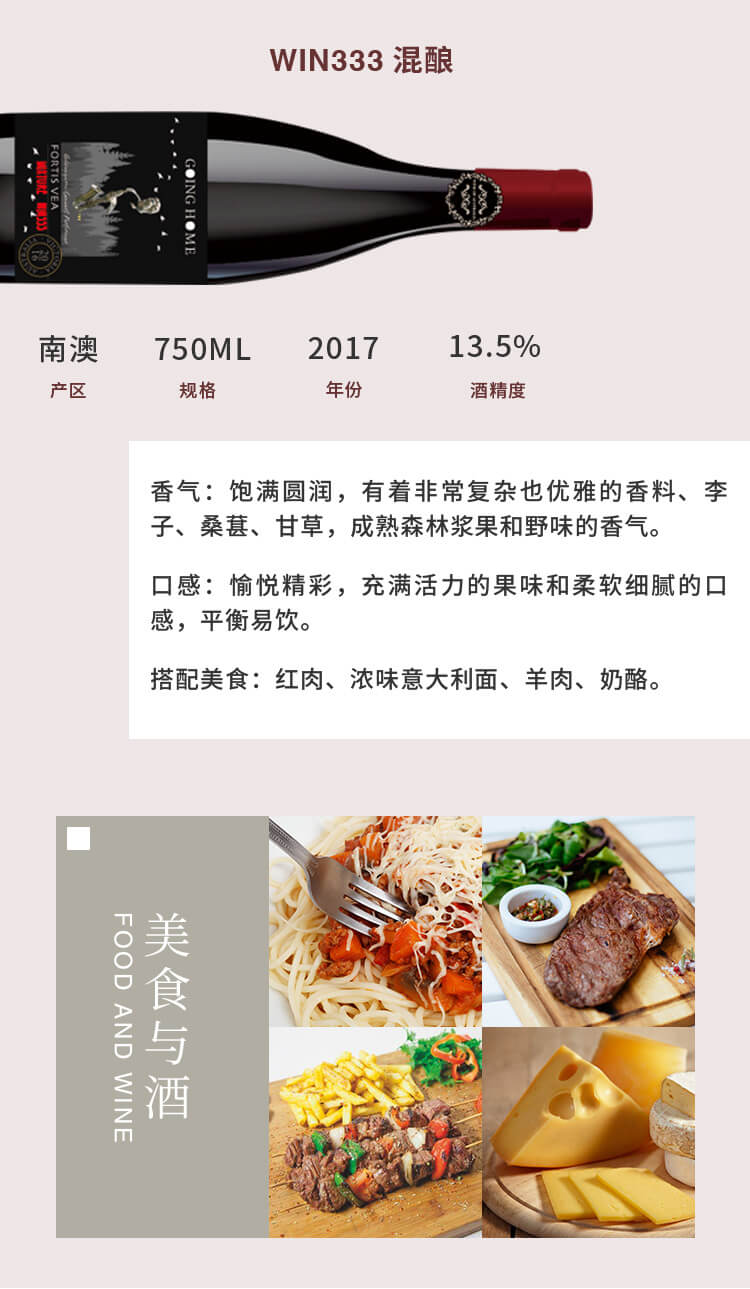 WIN333 混酿
GOING HOME
FORTIS VEA
南澳
750ML
2017
13.5%
产区
规格
年份
酒精度
香气：饱满圆润，有着非常复杂也优雅的香料、李
子、桑葚、甘草，成熟森林浆果和野味的香气。
口感：愉悦精彩，充满活力的果味和柔软细腻的口
感，平衡易饮。
搭配美食：红肉、浓味意大利面、羊肉、奶酪。
美食与酒
FOOD AND WINE